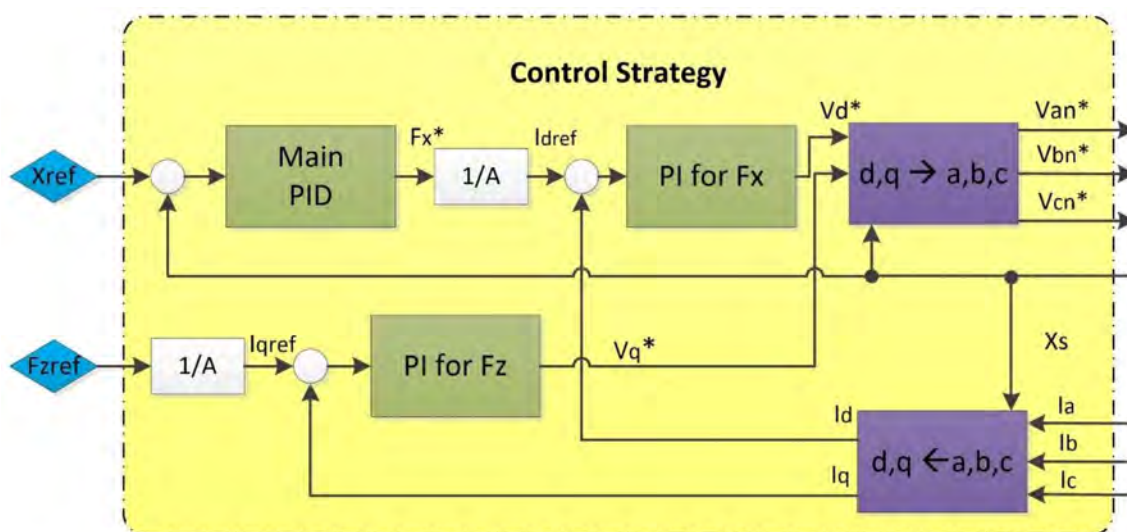 Control Strategy
Xref
Main
PID
Fx*
1/A
Idref
PI for Fx
Vd*
d,q → a,b,c
Van*
Vbn*
Vcn*
Fzref
1/A
Iqref
PI for Fz
Vq*
Xs
Id
Iq
d,q ←a,b,c
Ia
Ib
Ic